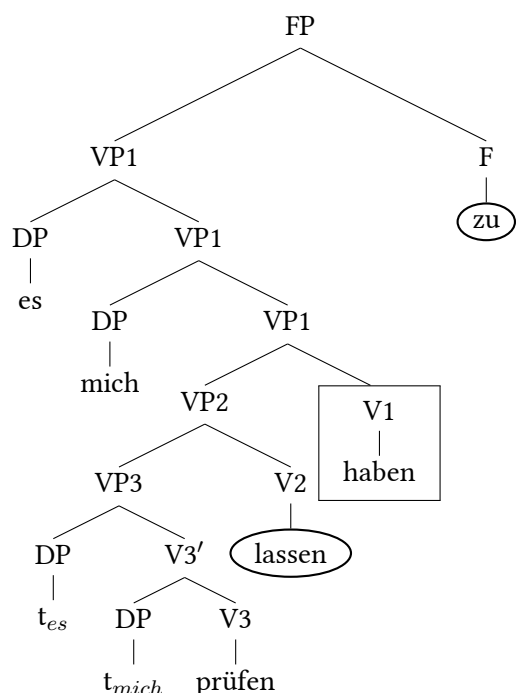 FP
VP1 F
DP VP1 zu
es DP VP1
mich VP2 V1
VP3 V2 haben
DP V3′ lassen
t_es DP V3
t_mich prüfen